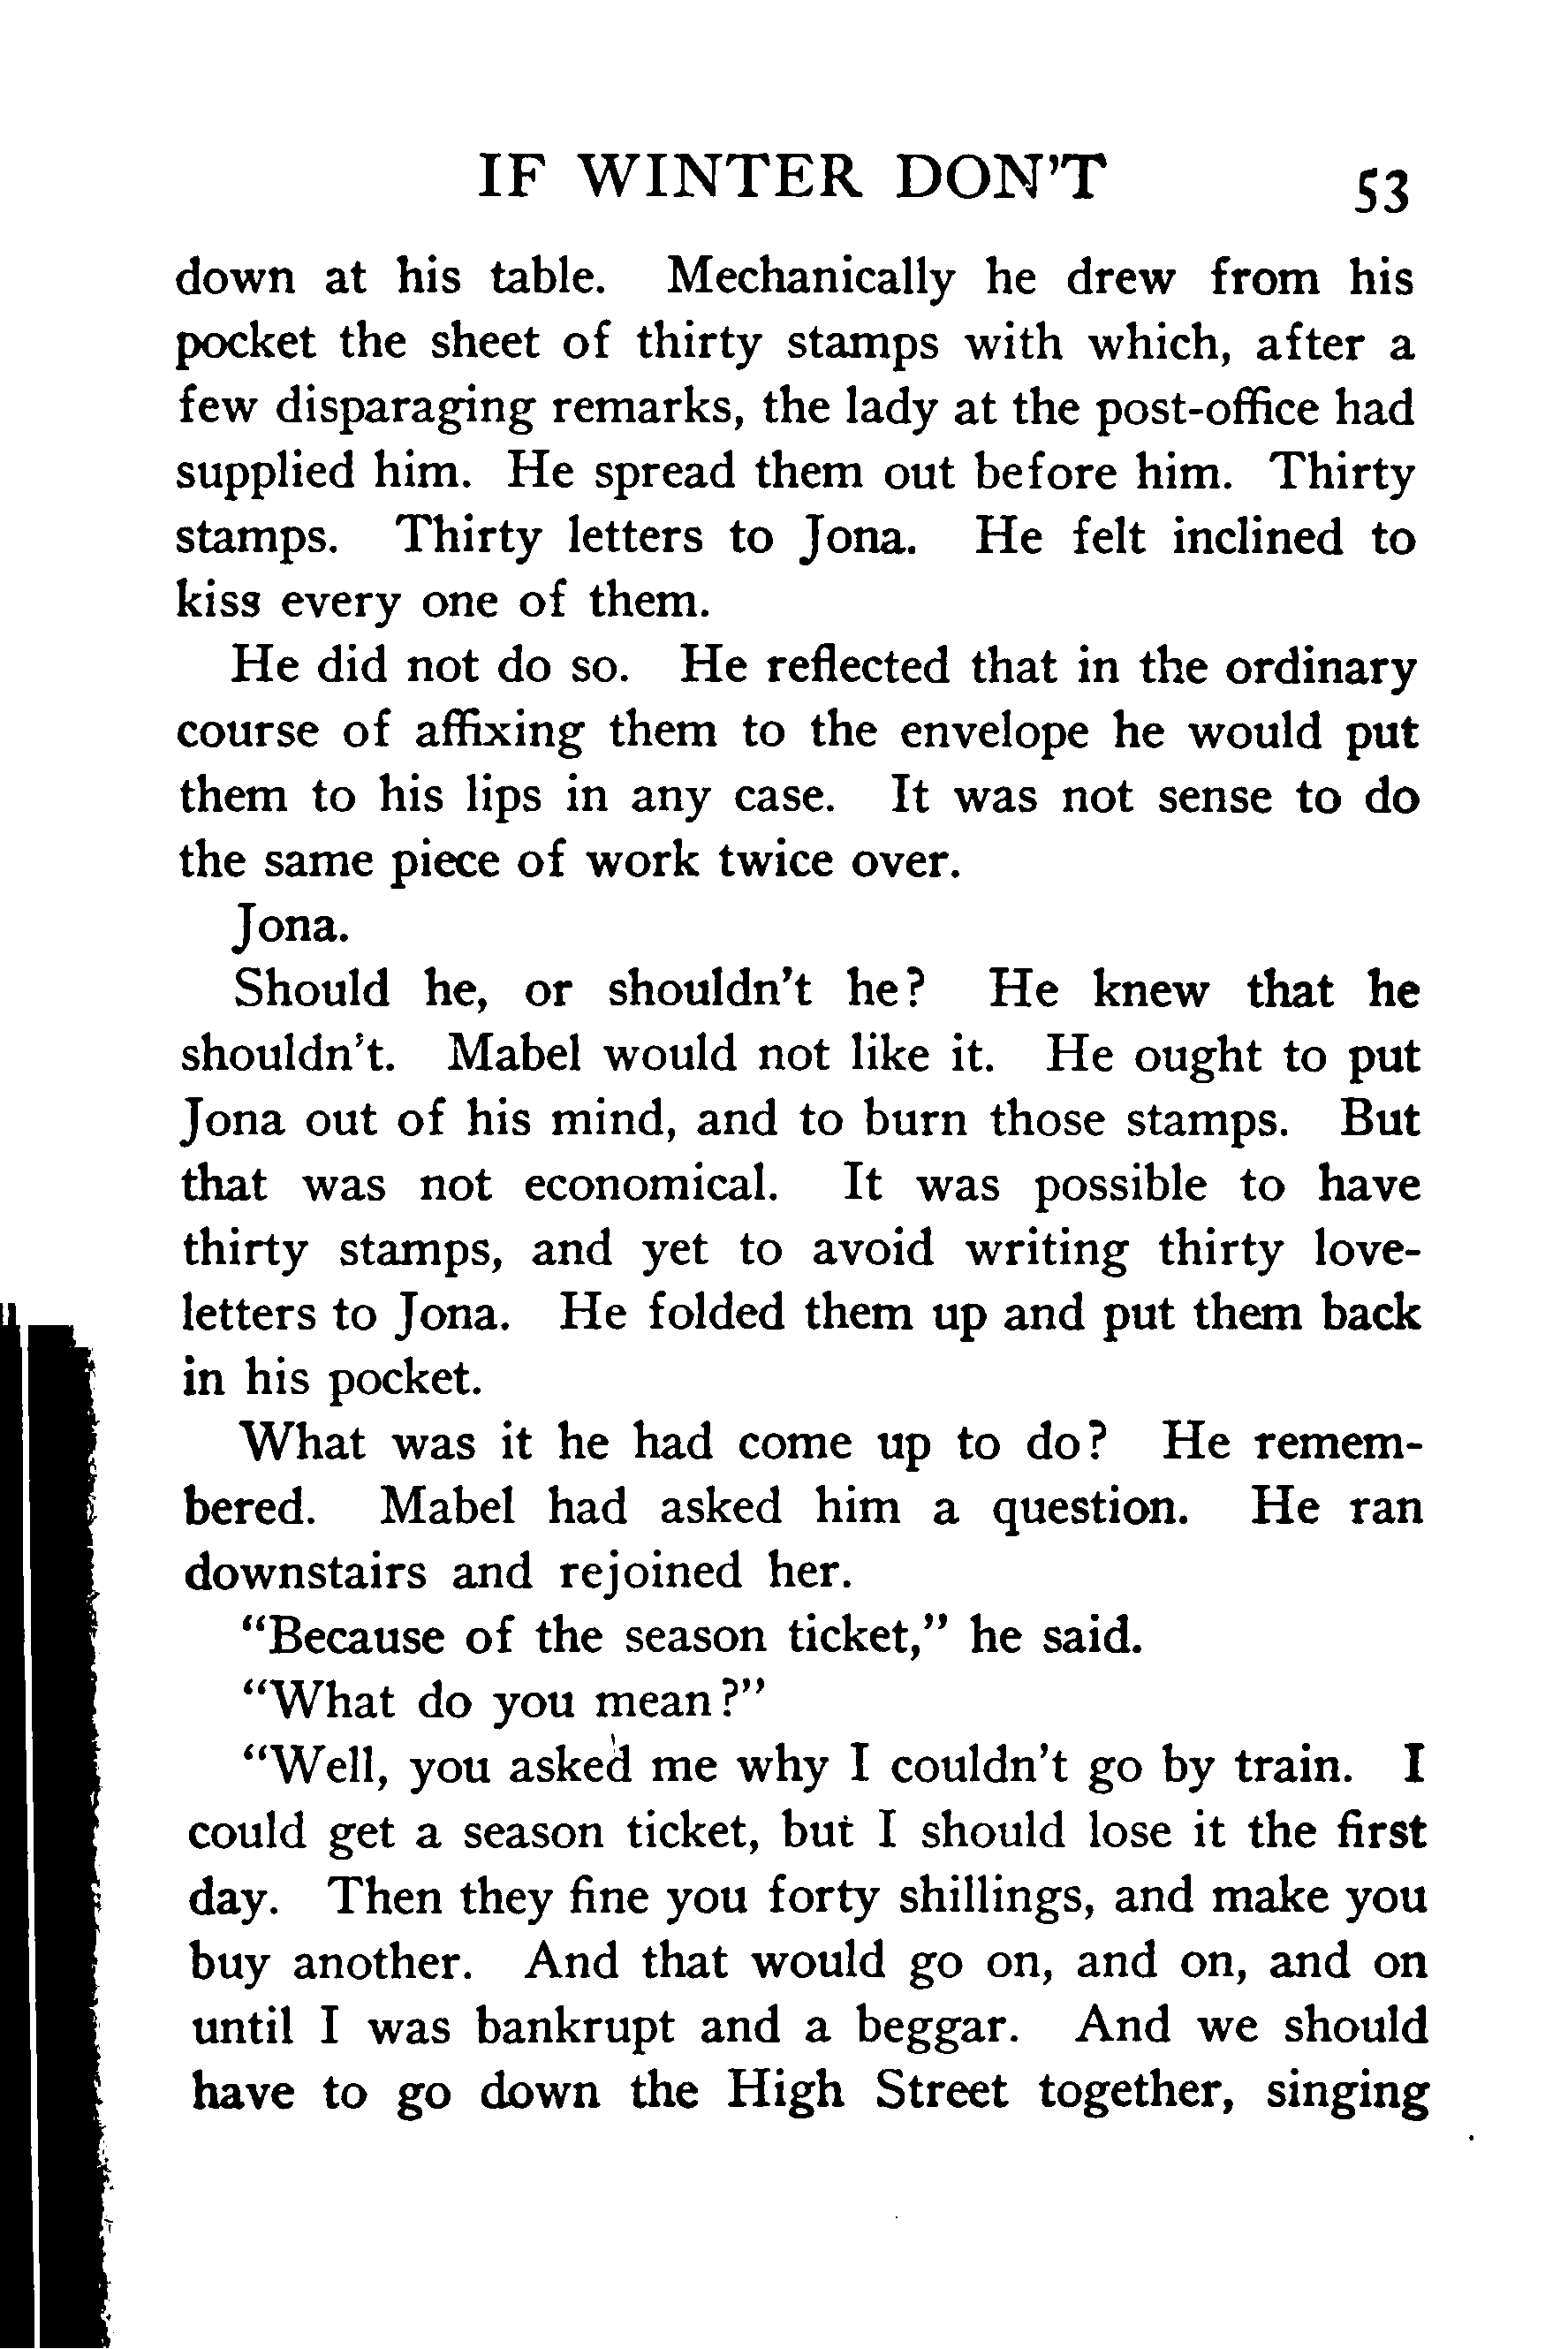 IF WINTER DON'T 53
down at his table. Mechanically he drew from his
pocket the sheet of thirty stamps with which, after a
few disparaging remarks, the lady at the post-office had
supplied him. He spread them out before him. Thirty
stamps. Thirty letters to Jona. He felt inclined to
kiss every one of them.
He did not do so. He reflected that in the ordinary
course of affixing them to the envelope he would put
them to his lips in any case. It was not sense to do
the same piece of work twice over.
Jona.
Should he, or shouldn't he? He knew that he
shouldn't. Mabel would not like it. He ought to put
Jona out of his mind, and to burn those stamps. But
that was not economical. It was possible to have
thirty stamps, and yet to avoid writing thirty love-
letters to Jona. He folded them up and put them back
in his pocket.
What was it he had come up to do? He remem-
bered. Mabel had asked him a question. He ran
downstairs and rejoined her.
“Because of the season ticket,” he said.
“What do you mean?”
“Well, you asked me why I couldn't go by train. I
could get a season ticket, but I should lose it the first
day. Then they fine you forty shillings, and make you
buy another. And that would go on, and on, and on
until I was bankrupt and a beggar. And we should
have to go down the High Street together, singing